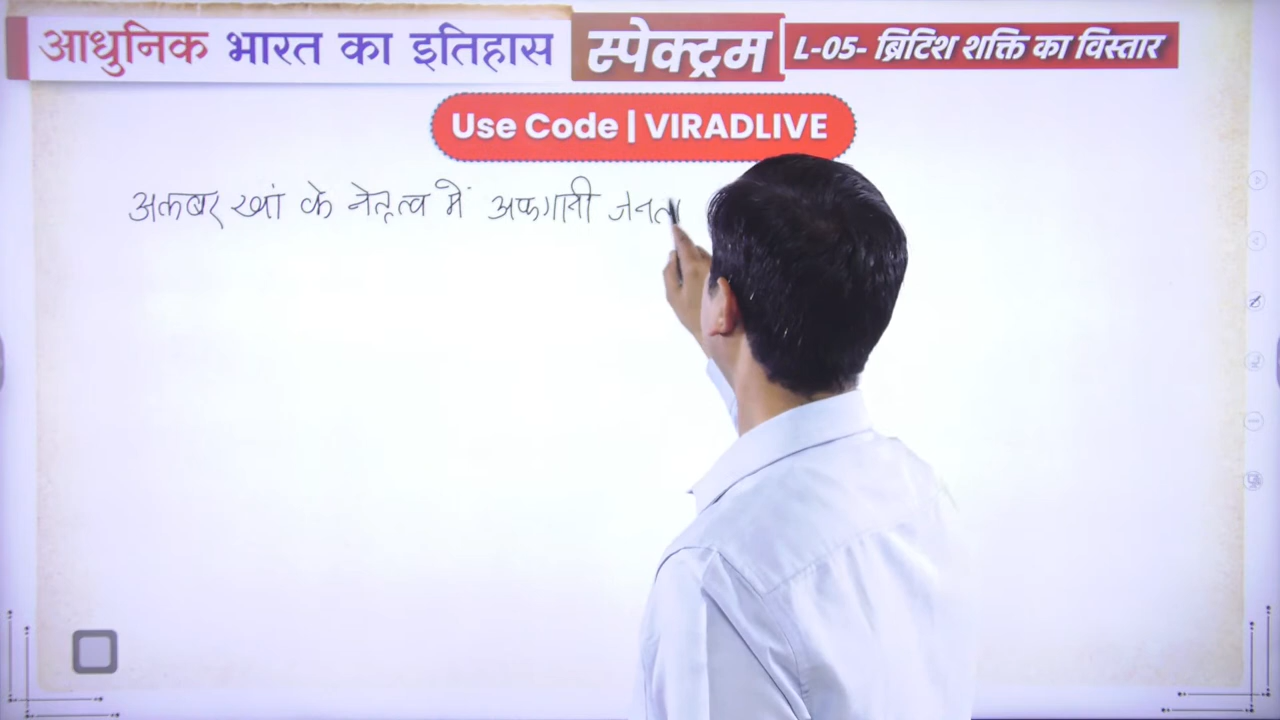 आधुनिक भारत का इतिहास स्पेक्ट्रम L-05- ब्रिटिश शक्ति का विस्तार
Use Code | VIRADLIVE
अकबर खां के नेतृत्व में अफगानी जनता